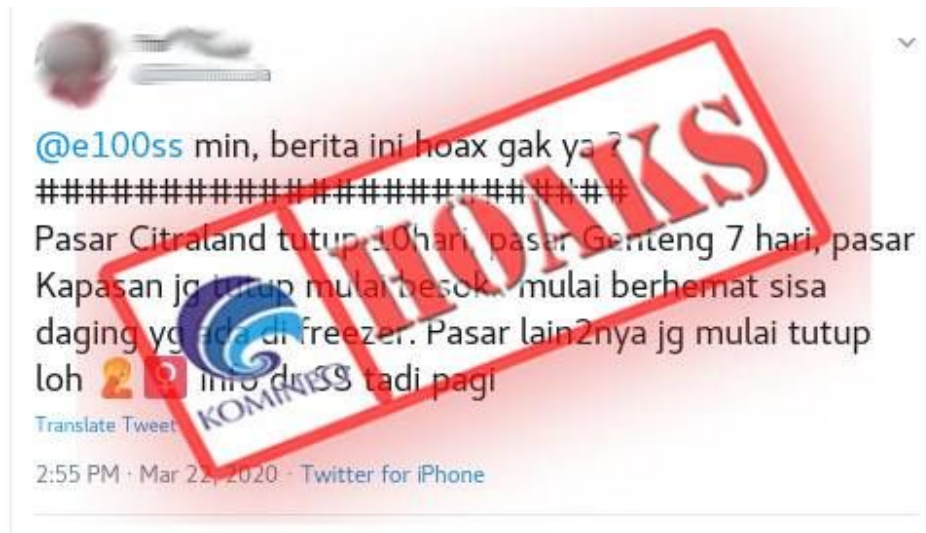 @e100ss min, berita ini hoax gak ya ?
########################
Pasar Citraland tutup 10hari, pasar Genteng 7 hari, pasar
Kapasan jg tutup mulai besok.. mulai berhemat sisa
daging yg ada di freezer. Pasar lain2nya jg mulai tutup
loh info dr SS tadi pagi
HOAKS
KOMINFO
Translate Tweet
2:55 PM · Mar 22, 2020 · Twitter for iPhone